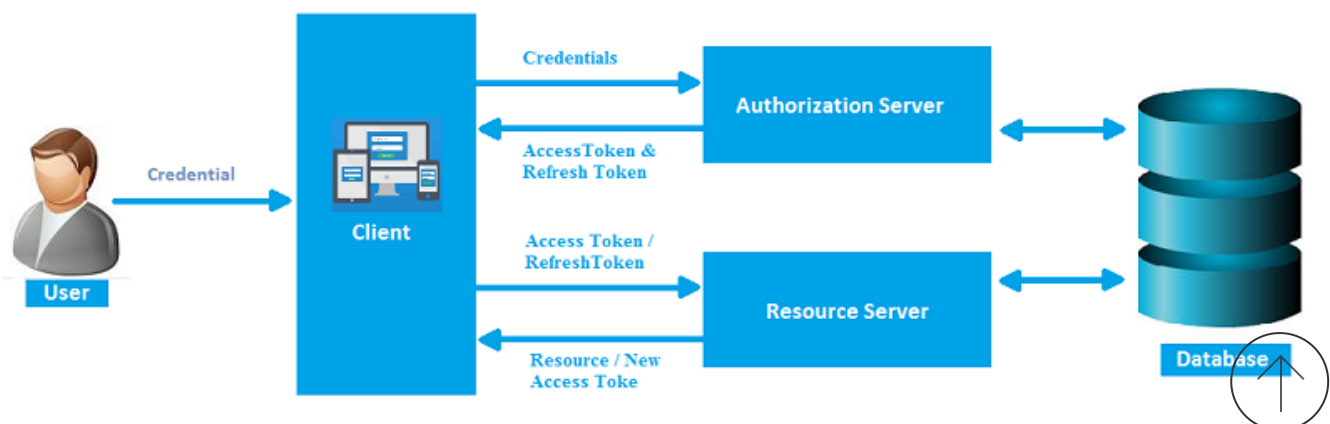 Credentials
Authorization Server
AccessToken &
Refresh Token
Credential
Client
User
Access Token /
RefreshToken
Resource Server
Resource / New
Access Toke
Database